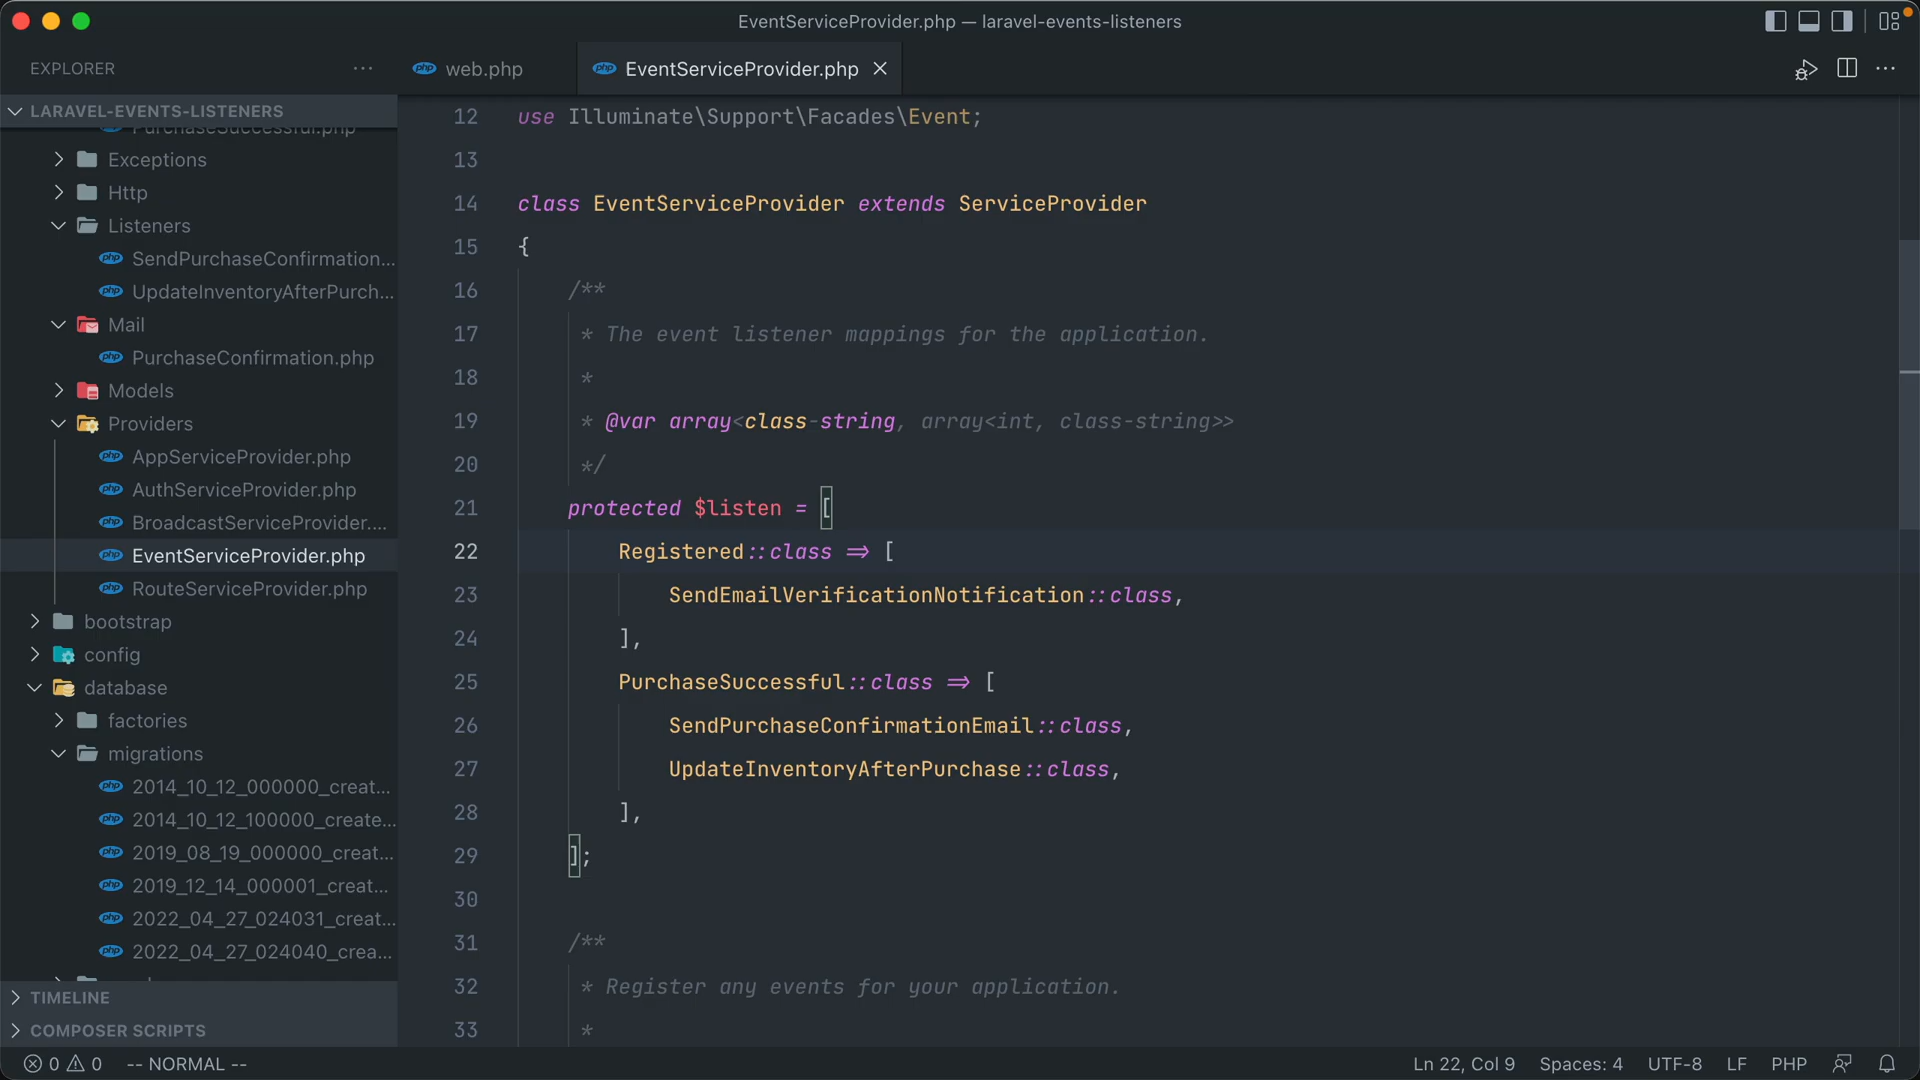 EventServiceProvider.php — laravel-events-listeners
EXPLORER
web.php
EventServiceProvider.php
LARAVEL-EVENTS-LISTENERS
PurchaseSuccessful.php
Exceptions
Http
Listeners
SendPurchaseConfirmation...
UpdateInventoryAfterPurch...
Mail
PurchaseConfirmation.php
Models
Providers
AppServiceProvider.php
AuthServiceProvider.php
BroadcastServiceProvider....
EventServiceProvider.php
RouteServiceProvider.php
bootstrap
config
database
factories
migrations
2014_10_12_000000_creat...
2014_10_12_100000_create...
2019_08_19_000000_creat...
2019_12_14_000001_creat...
2022_04_27_024031_creat...
2022_04_27_024040_crea...
TIMELINE
COMPOSER SCRIPTS
12 use Illuminate\Support\Facades\Event;
13
14 class EventServiceProvider extends ServiceProvider
15 {
16 /**
17 * The event listener mappings for the application.
18 *
19 * @var array<class-string, array<int, class-string>>
20 */
21 protected $listen = [
22 Registered::class => [
23 SendEmailVerificationNotification::class,
24 ],
25 PurchaseSuccessful::class => [
26 SendPurchaseConfirmationEmail::class,
27 UpdateInventoryAfterPurchase::class,
28 ],
29 ];
30
31 /**
32 * Register any events for your application.
33 *
0 0 -- NORMAL --
Ln 22, Col 9 Spaces: 4 UTF-8 LF PHP